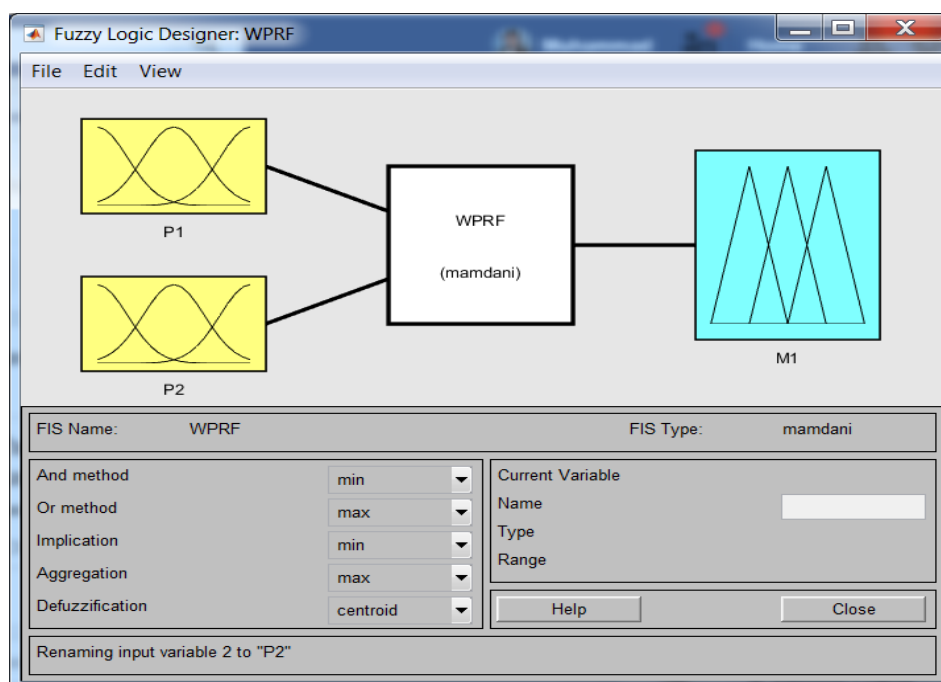 Fuzzy Logic Designer: WPRF
File Edit View
P1
P2
WPRF
(mamdani)
M1
FIS Name: WPRF FIS Type: mamdani
And method min
Or method max
Implication min
Aggregation max
Defuzzification centroid
Current Variable
Name
Type
Range
Help Close
Renaming input variable 2 to "P2"